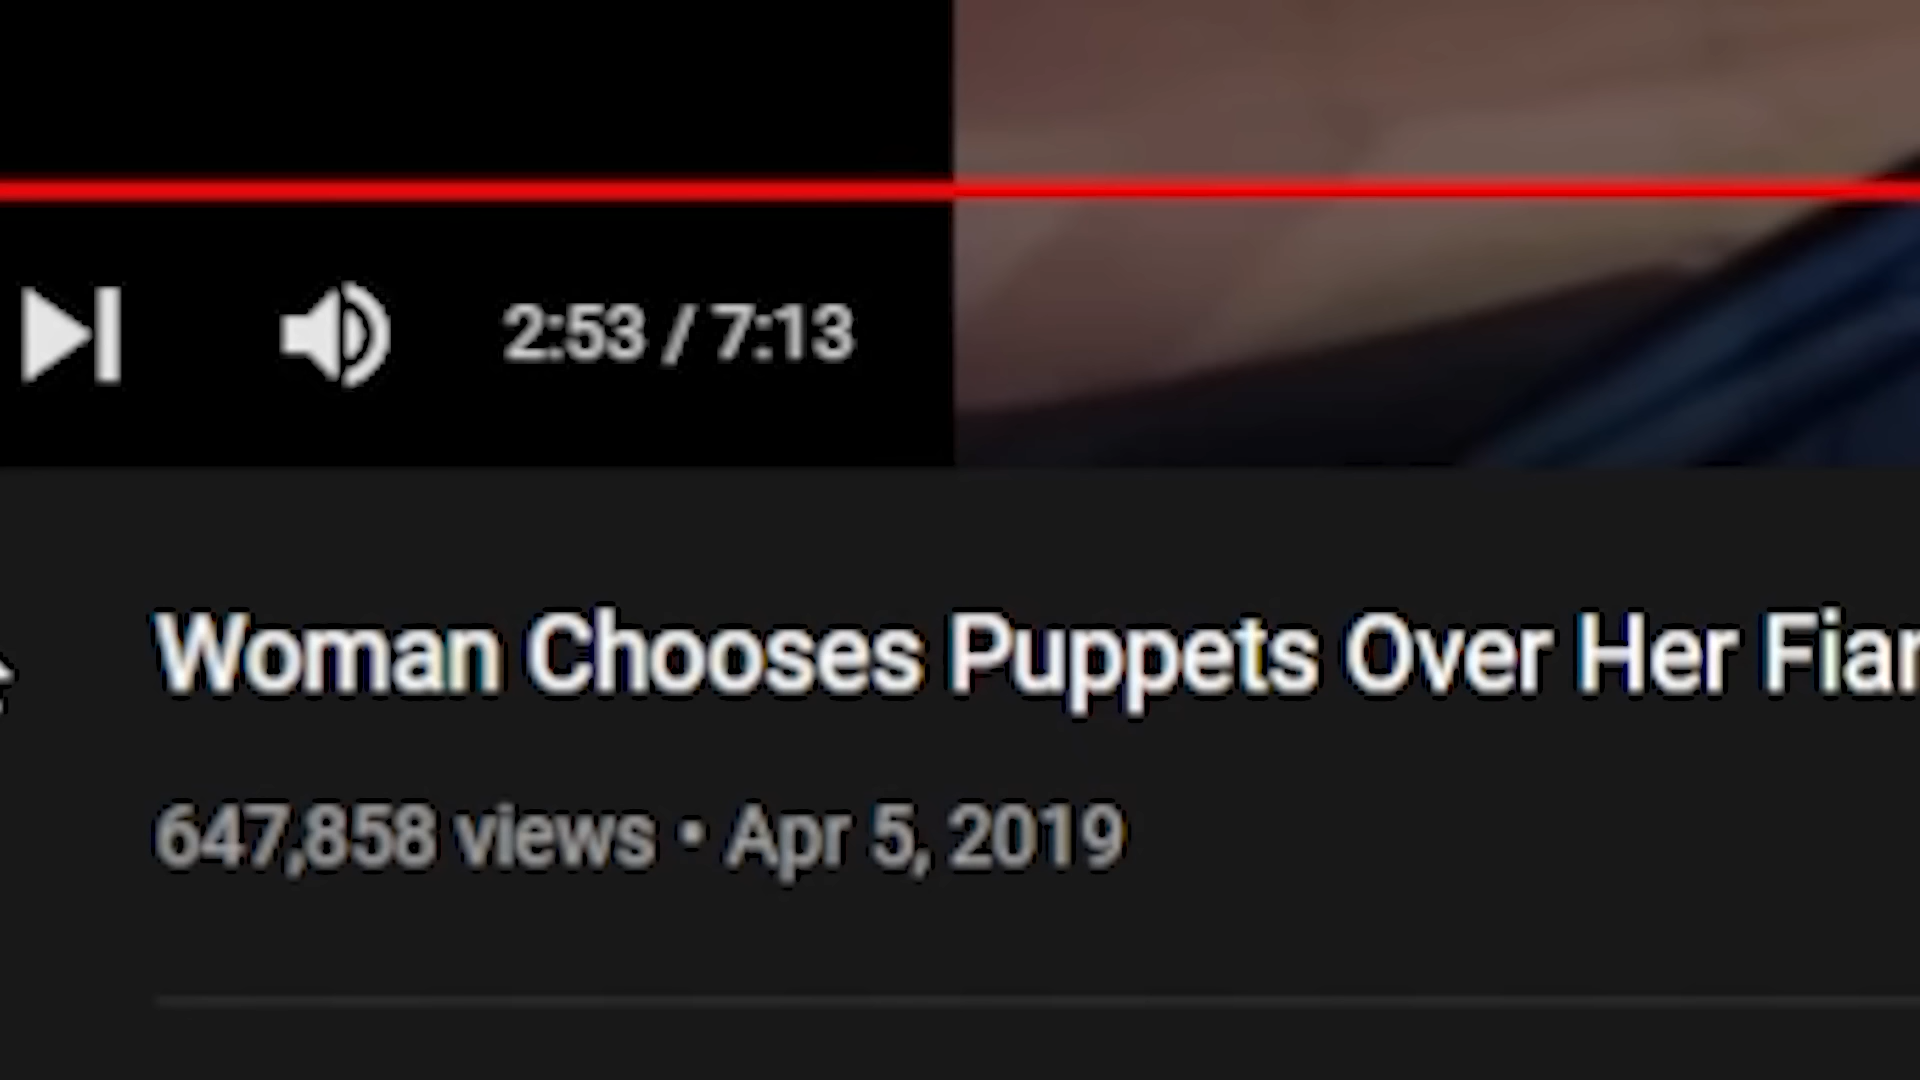 2:53 / 7:13
Woman Chooses Puppets Over Her
647,858 views • Apr 5, 2019